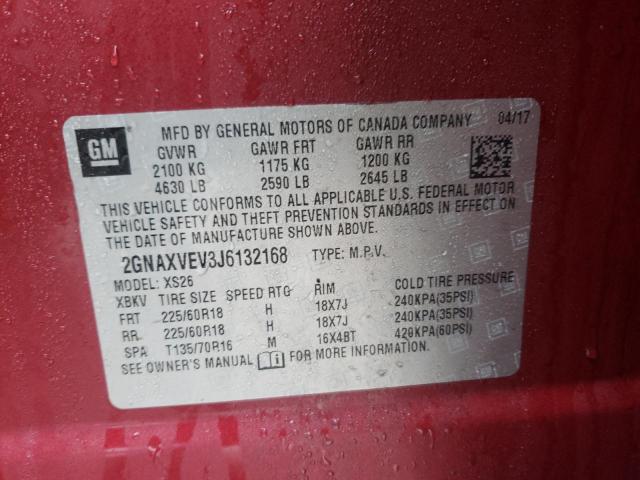 GM
MFD BY GENERAL MOTORS OF CANADA COMPANY 04/17
GVWR GAWR FRT GAWR RR
2100 KG 1175 KG 1200 KG
4630 LB 2590 LB 2645 LB
THIS VEHICLE CONFORMS TO ALL APPLICABLE U.S. FEDERAL MOTOR
VEHICLE SAFETY AND THEFT PREVENTION STANDARDS IN EFFECT ON
THE DATE OF MANUFACTURE SHOWN ABOVE.
2GNAXVEV3J6132168 TYPE: M.P.V.
MODEL: XS26
XBKV TIRE SIZE SPEED RTG RIM COLD TIRE PRESSURE
FRT 225/60R18 H 18X7J 240KPA(35PSI)
RR 225/60R18 H 18X7J 240KPA(35PSI)
SPA T135/70R16 M 16X4BT 420KPA(60PSI)
SEE OWNER'S MANUAL FOR MORE INFORMATION.